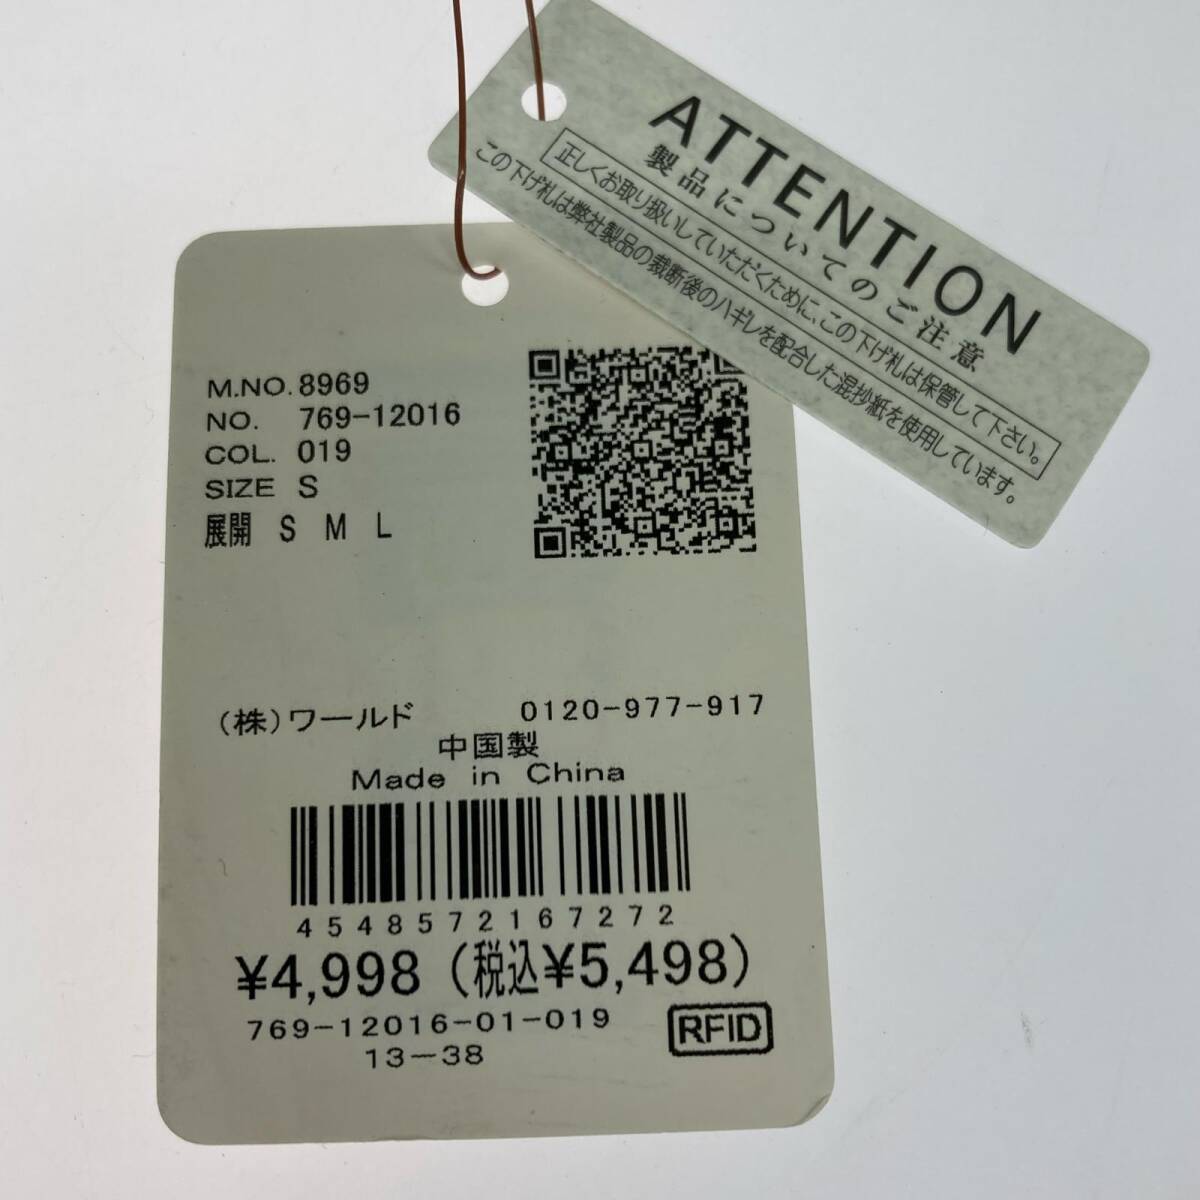 ATTENTION
製品についてのご注意
正しくお取り扱いしていただくために、この下げ札は保管して下さい。
この下げ札は弊社製品の裁断後のハギレを配合した混抄紙を使用しています。
M.NO. 8969
NO. 769-12016
COL. 019
SIZE S
展開 S M L
(株)ワールド 0120-977-917
中国製
Made in China
4548572167272
¥4,998(税込¥5,498)
769-12016-01-019
13-38
RFID